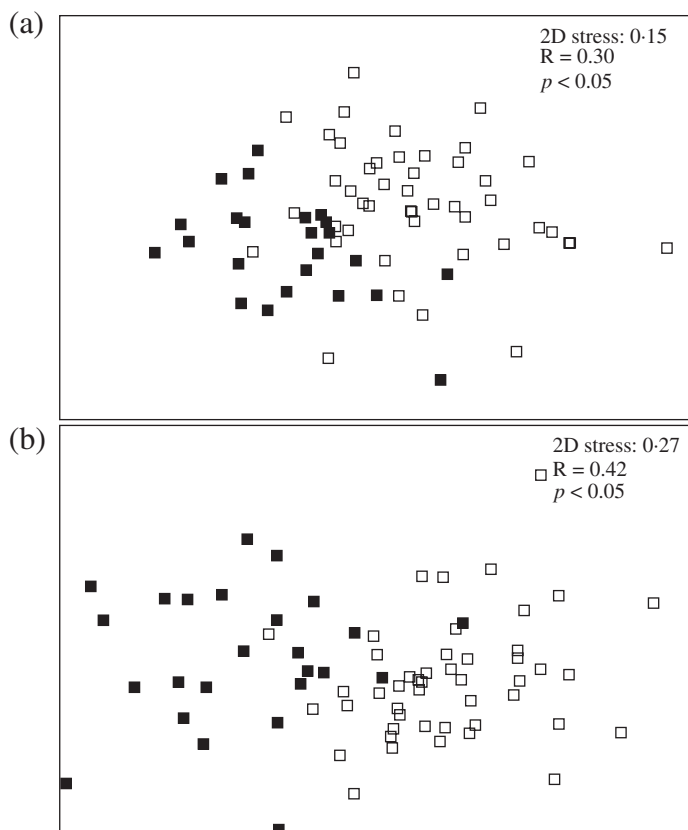 (a)
2D stress: 0·15
R = 0.30
p < 0.05
(b)
2D stress: 0·27
R = 0.42
p < 0.05